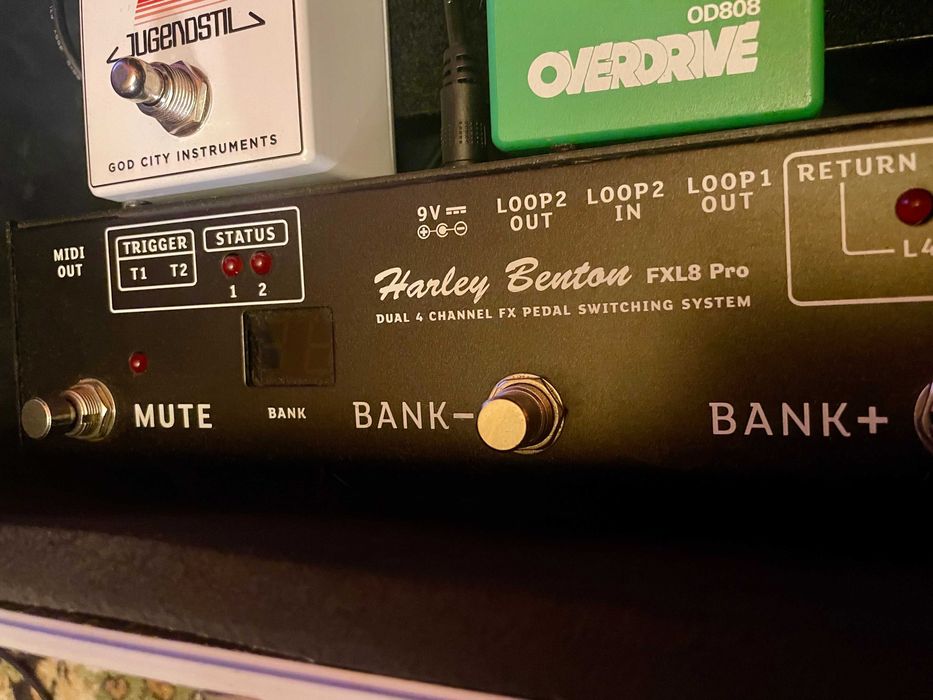 JUGENDSTIL
GOD CITY INSTRUMENTS
OD808
OVERDRIVE
MIDI
OUT
TRIGGER
T1 T2
STATUS
1 2
9V
LOOP2
OUT
LOOP2
IN
LOOP1
OUT
RETURN
L4
Harley Benton FXL8 Pro
DUAL 4 CHANNEL FX PEDAL SWITCHING SYSTEM
MUTE
BANK
BANK-
BANK+